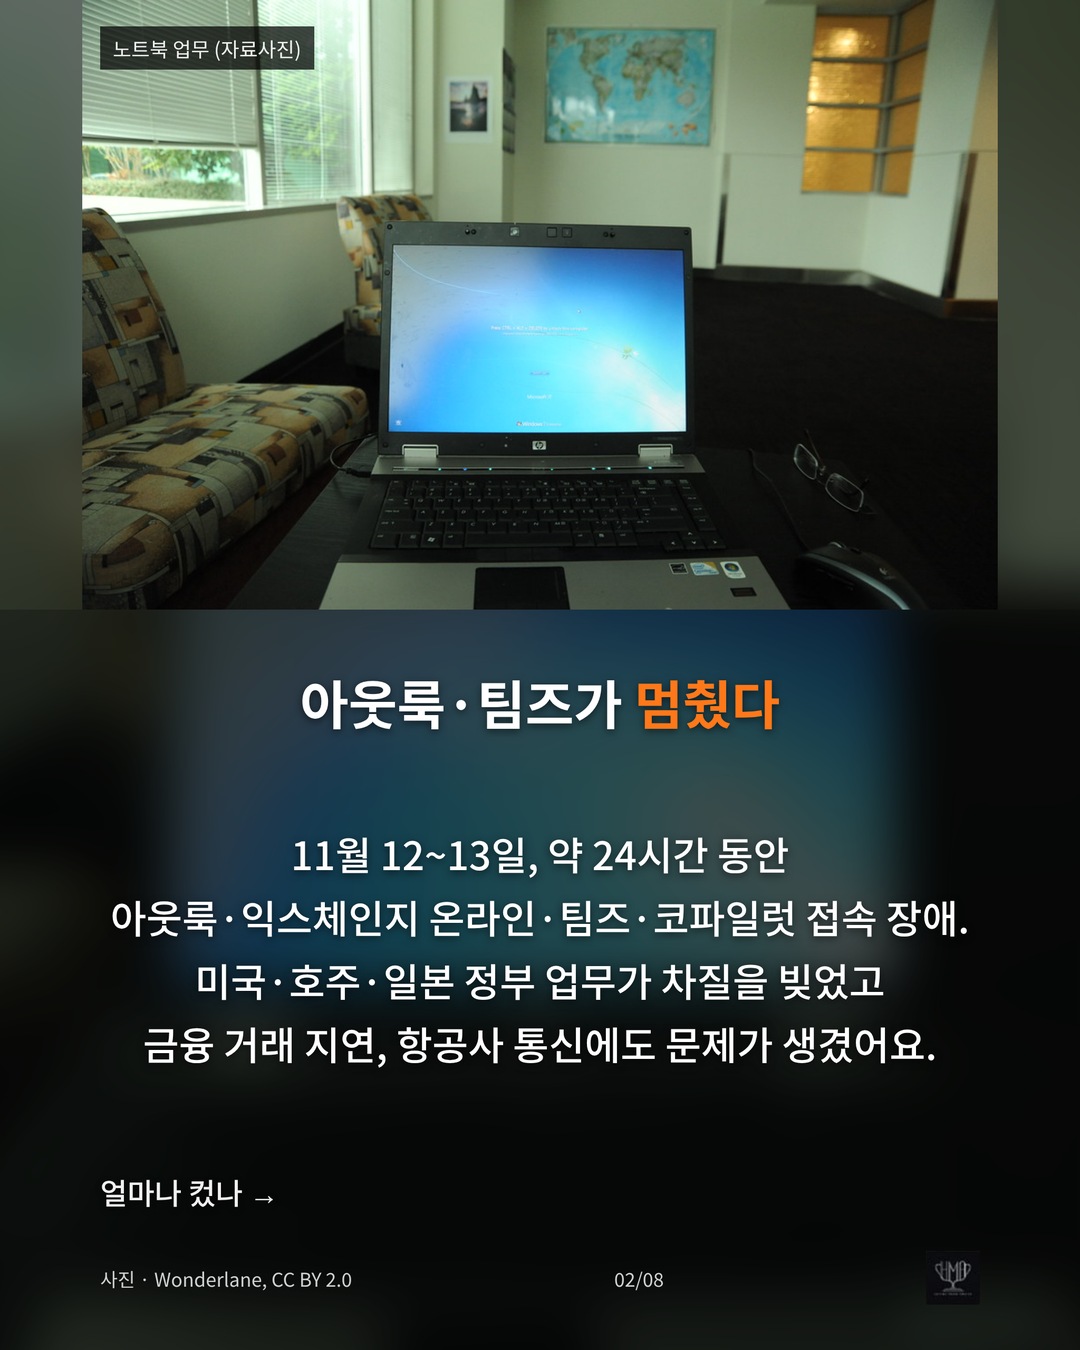 노트북 업무 (자료사진)
아웃룩·팀즈가 멈췄다
11월 12~13일, 약 24시간 동안
아웃룩·익스체인지 온라인·팀즈·코파일럿 접속 장애.
미국·호주·일본 정부 업무가 차질을 빚었고
금융 거래 지연, 항공사 통신에도 문제가 생겼어요.
얼마나 컸나 →
사진 · Wonderlane, CC BY 2.0
02/08